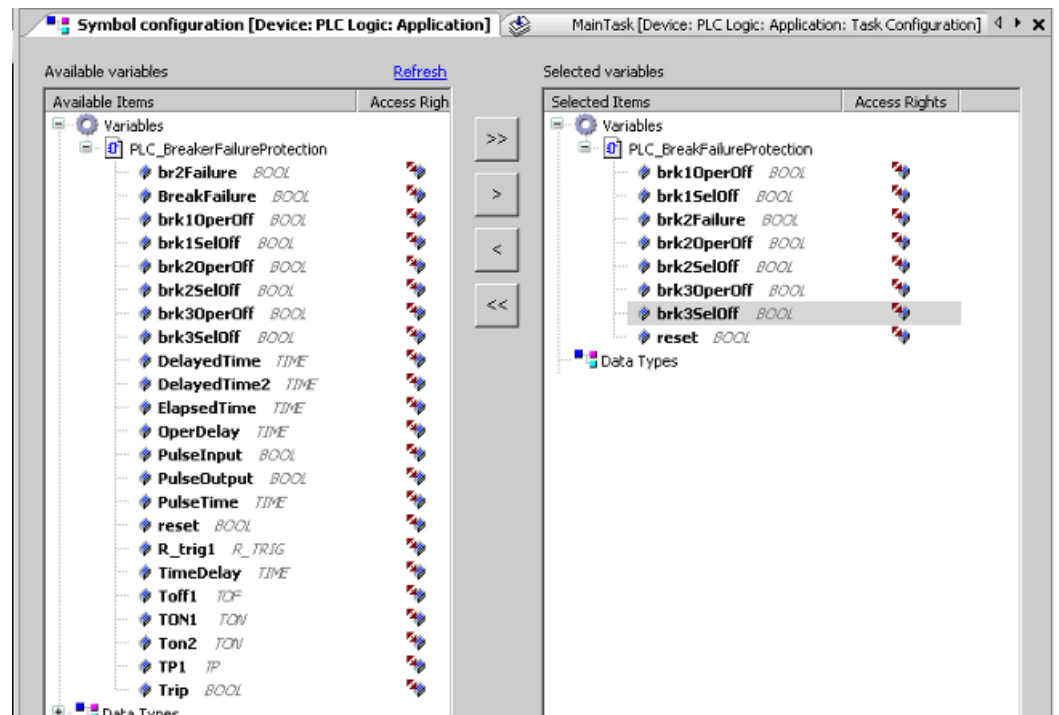 Symbol configuration [Device: PLC Logic: Application]
MainTask [Device: PLC Logic: Application: Task Configuration]
Available variables
Refresh
Available Items
Access Righ
Variables
PLC_BreakerFailureProtection
br2Failure BOOL
BreakFailure BOOL
brk1OperOff BOOL
brk1SelOff BOOL
brk2OperOff BOOL
brk2SelOff BOOL
brk3OperOff BOOL
brk3SelOff BOOL
DelayedTime TIME
DelayedTime2 TIME
ElapsedTime TIME
OperDelay TIME
PulseInput BOOL
PulseOutput BOOL
PulseTime TIME
reset BOOL
R_trig1 R_TRIG
TimeDelay TIME
Toff1 TOF
TON1 TON
Ton2 TON
TP1 TP
Trip BOOL
Data Types
>>
>
<
<<
Selected variables
Selected Items
Access Rights
Variables
PLC_BreakFailureProtection
brk1OperOff BOOL
brk1SelOff BOOL
brk2Failure BOOL
brk2OperOff BOOL
brk2SelOff BOOL
brk3OperOff BOOL
brk3SelOff BOOL
reset BOOL
Data Types